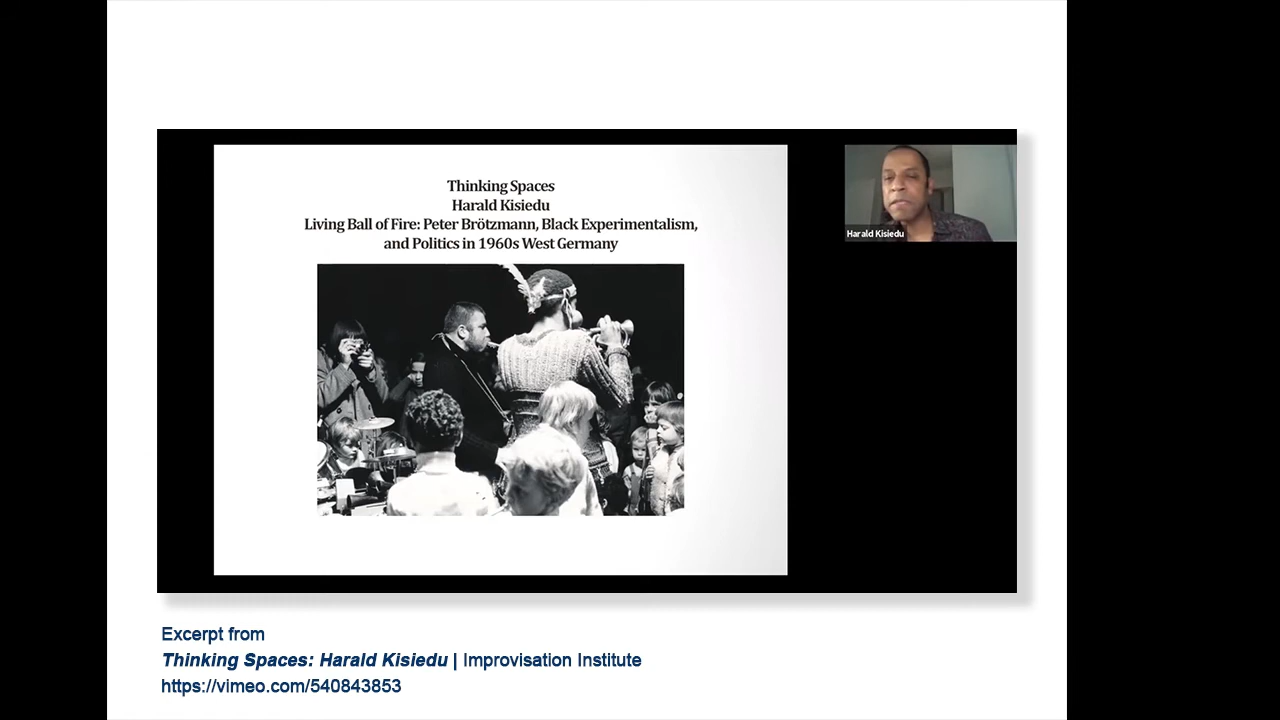 Thinking Spaces
Harald Kisiedu
Living Ball of Fire: Peter Brötzmann, Black Experimentalism,
and Politics in 1960s West Germany
Harald Kisiedu
Excerpt from
Thinking Spaces: Harald Kisiedu | Improvisation Institute
https://vimeo.com/540843853